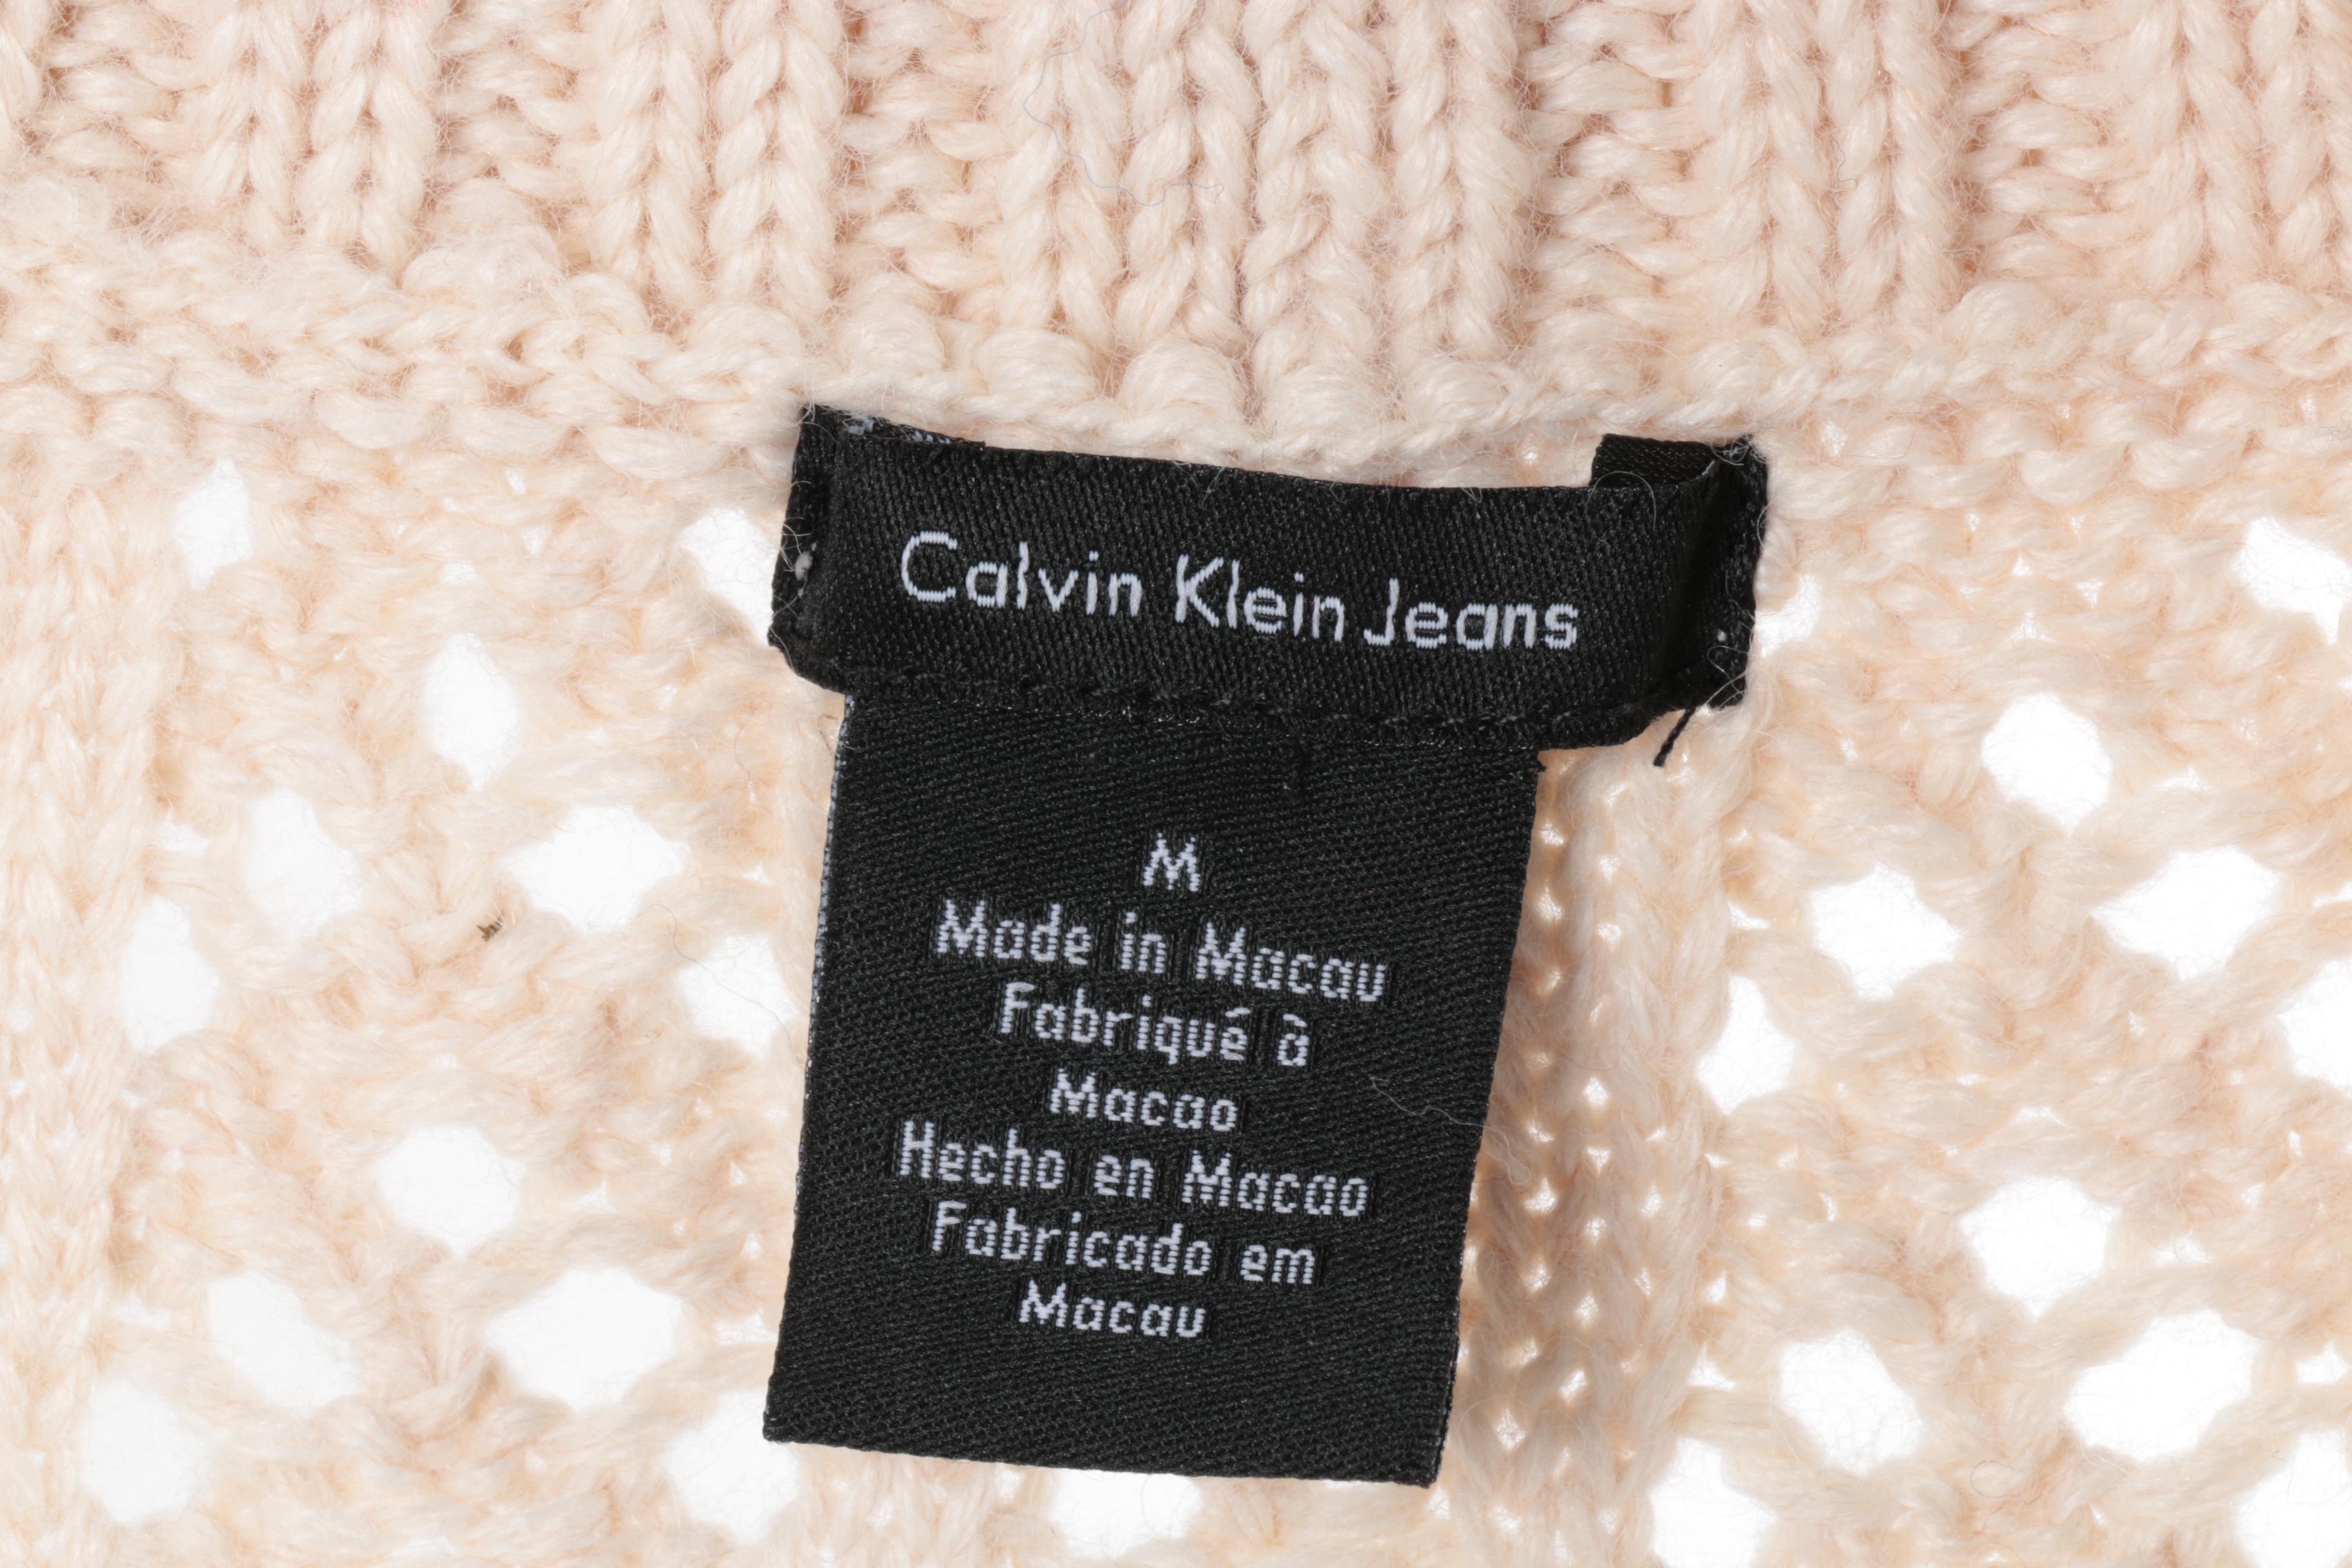 Calvin Klein Jeans
M
Made in Macau
Fabriqué à
Macao
Hecho en Macao
Fabricado em
Macau